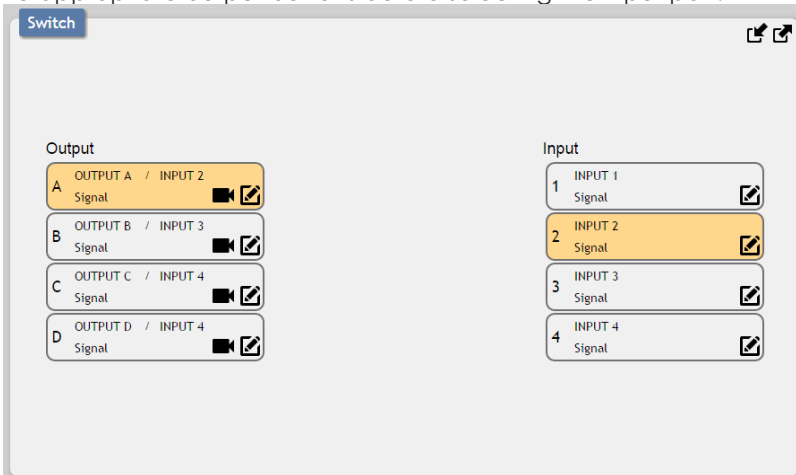 Switch
Output
A OUTPUT A / INPUT 2
Signal
B OUTPUT B / INPUT 3
Signal
C OUTPUT C / INPUT 4
Signal
D OUTPUT D / INPUT 4
Signal
Input
1 INPUT 1
Signal
2 INPUT 2
Signal
3 INPUT 3
Signal
4 INPUT 4
Signal